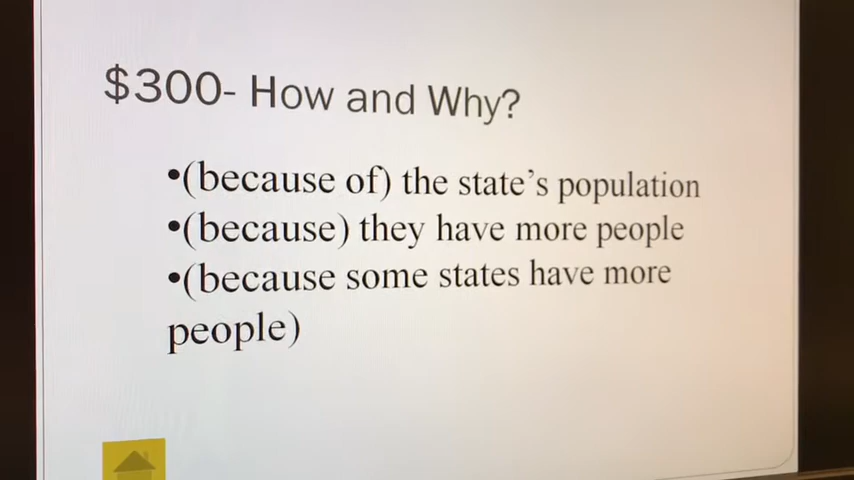 $300- How and Why?
•(because of) the state's population
•(because) they have more people
•(because some states have more
people)